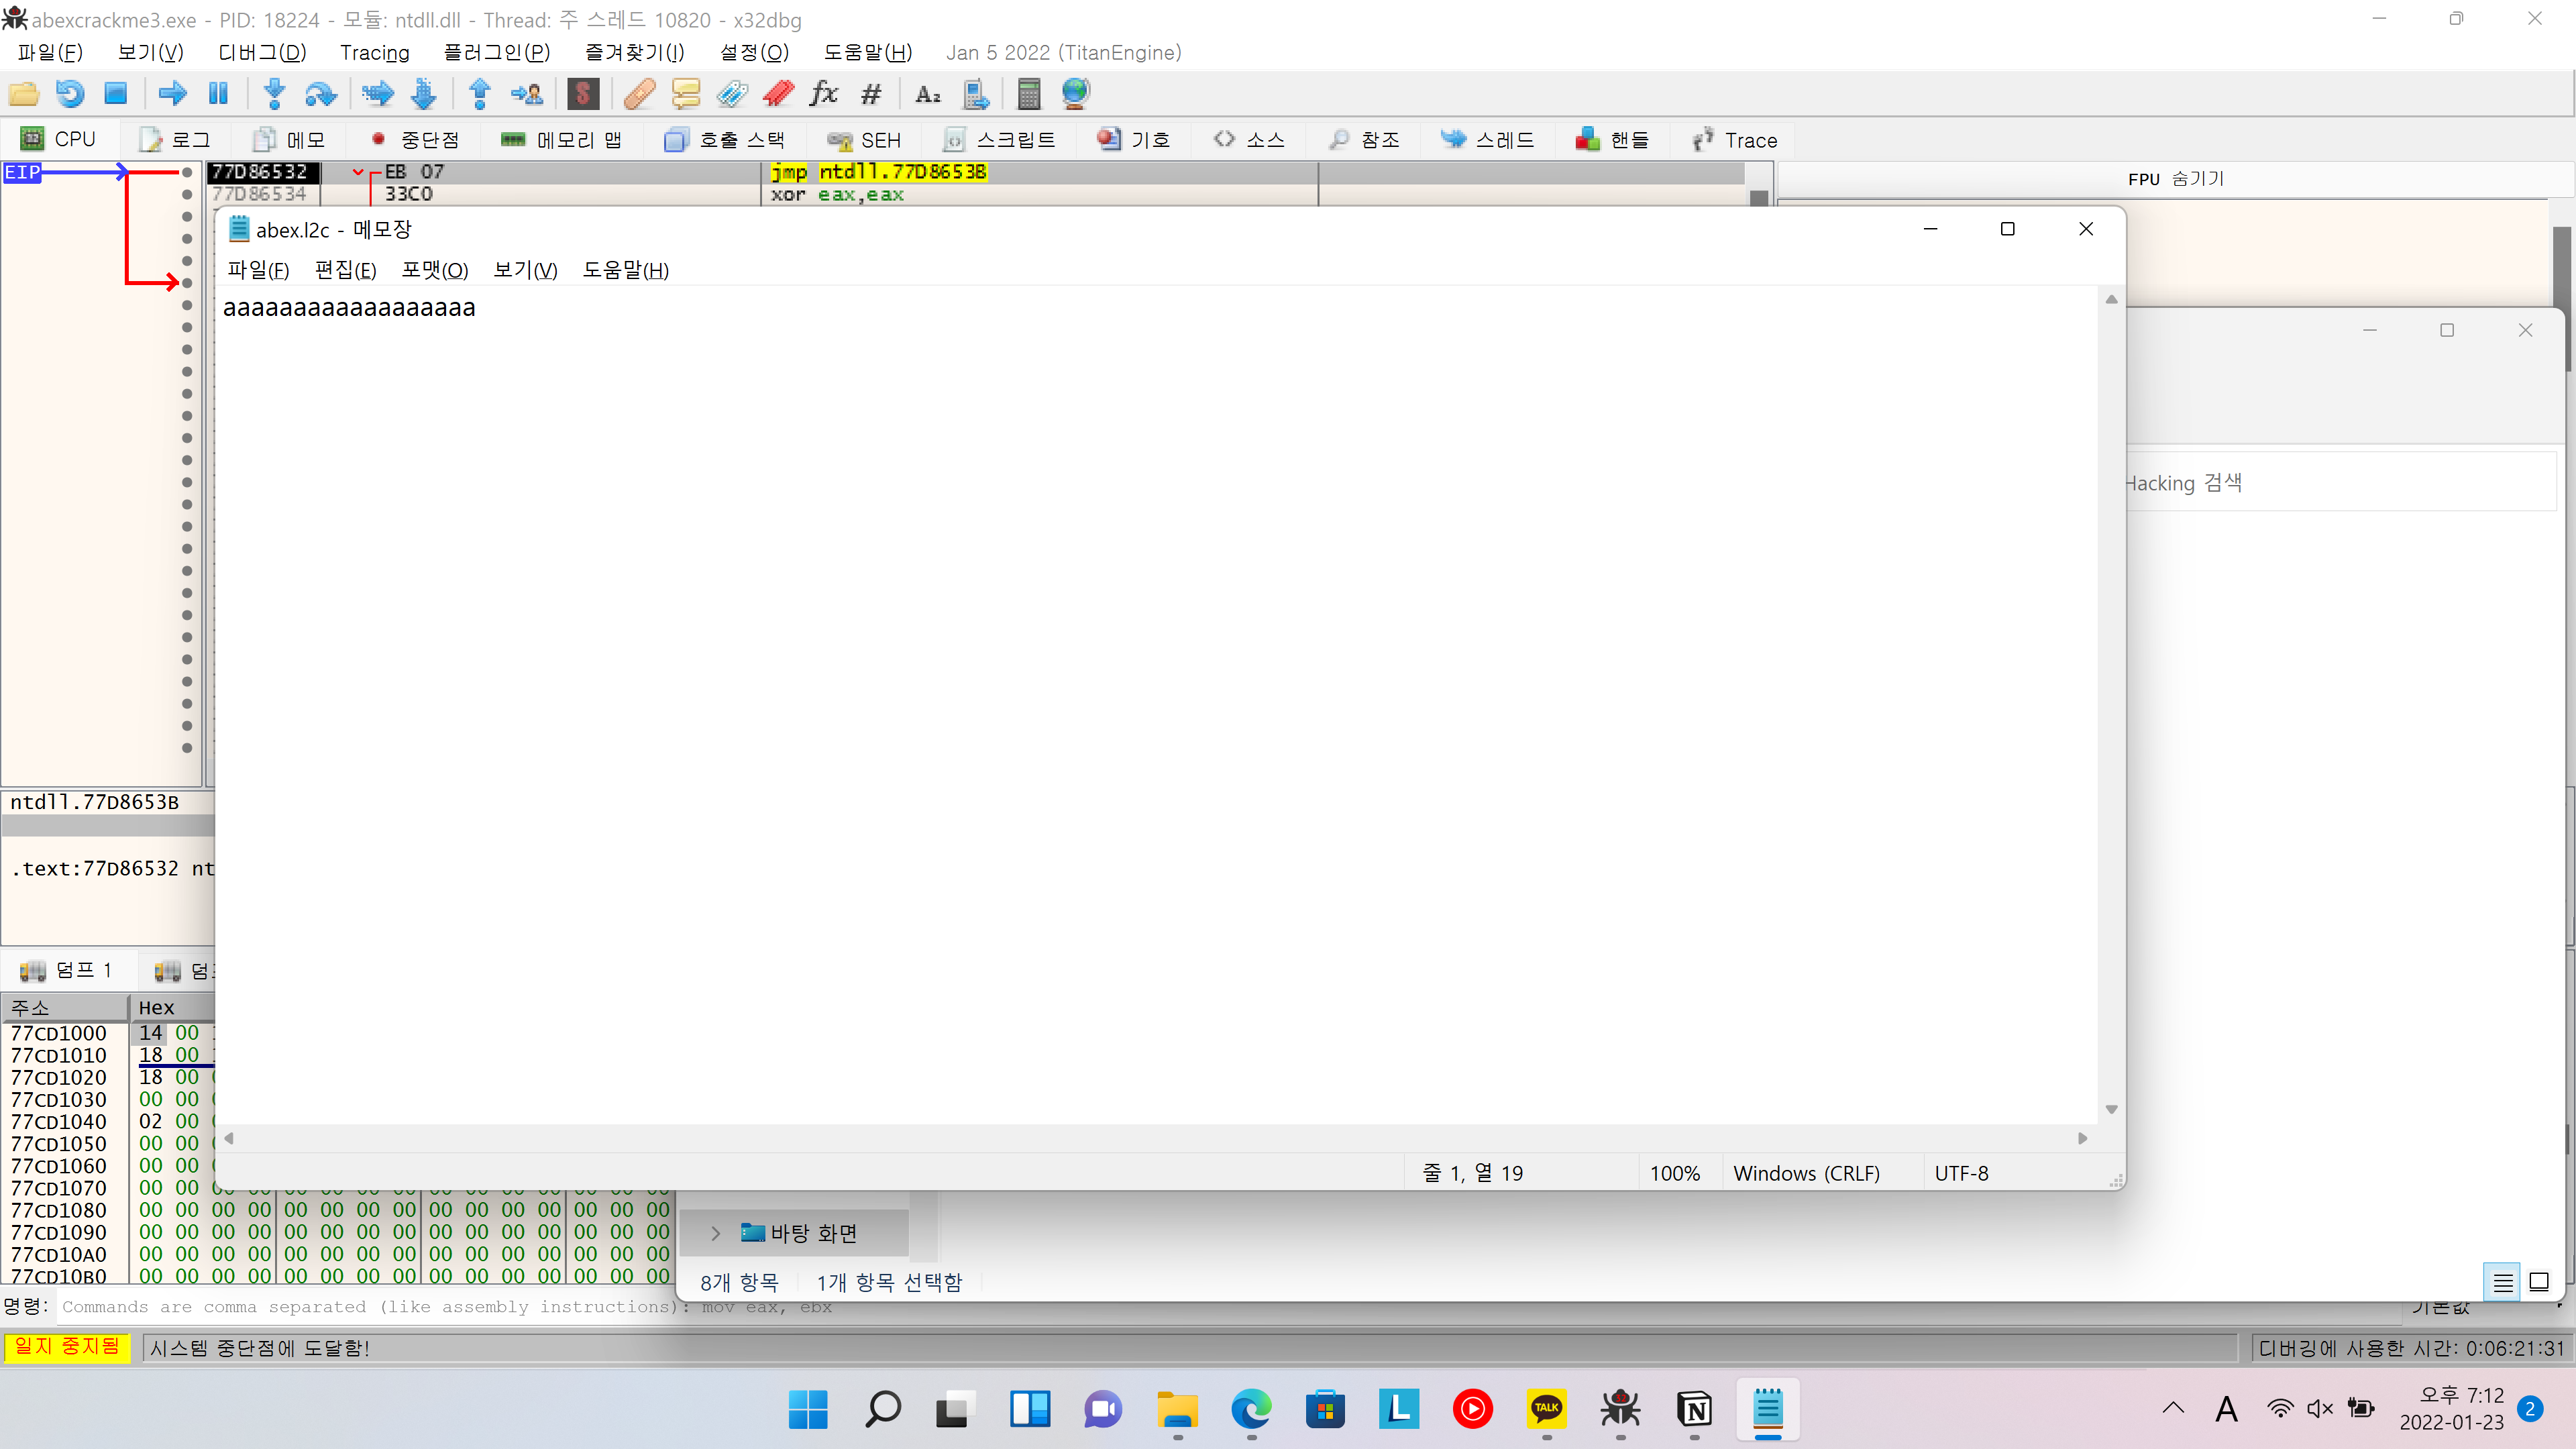 abexcrackme3.exe - PID: 18224 - 모듈: ntdll.dll - Thread: 주 스레드 10820 - x32dbg
파일(F) 보기(V) 디버그(D) Tracing 플러그인(P) 즐겨찾기(I) 설정(O) 도움말(H) Jan 5 2022 (TitanEngine)
CPU 로그 메모 중단점 메모리 맵 호출 스택 SEH 스크립트 기호 소스 참조 스레드 핸들 Trace
EIP 77D86532 EB 07 jmp ntdll.77D8653B
77D86534 33C0 xor eax,eax
FPU 숨기기
abex.l2c - 메모장
파일(F) 편집(E) 포맷(O) 보기(V) 도움말(H)
aaaaaaaaaaaaaaaaaa
Hacking 검색
줄 1, 열 19 100% Windows (CRLF) UTF-8
ntdll.77D8653B
.text:77D86532
덤프 1
주소 Hex
77CD1000 14 00
77CD1010 18 00
77CD1020 18 00
77CD1030 00 00
77CD1040 02 00
77CD1050 00 00
77CD1060 00 00
77CD1070 00 00
77CD1080 00 00 00 00 00 00 00 00 00 00 00 00 00 00 00
77CD1090 00 00 00 00 00 00 00 00 00 00 00 00 00 00 00
77CD10A0 00 00 00 00 00 00 00 00 00 00 00 00 00 00 00
77CD10B0 00 00 00 00 00 00 00 00 00 00 00 00 00 00 00
바탕 화면
8개 항목 1개 항목 선택함
명령: Commands are comma separated (like assembly instructions): mov eax, ebx 기본값
일지 중지됨 시스템 중단점에 도달함! 디버깅에 사용한 시간: 0:06:21:31
TALK
A 오후 7:12
2022-01-23 2